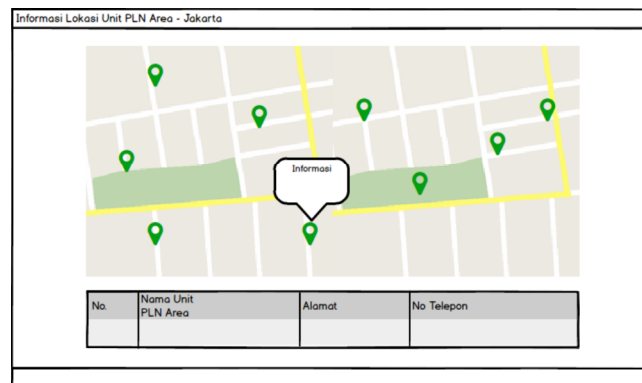 Informasi Lokasi Unit PLN Area - Jakarta
Informasi
No.
Nama Unit
PLN Area
Alamat
No Telepon